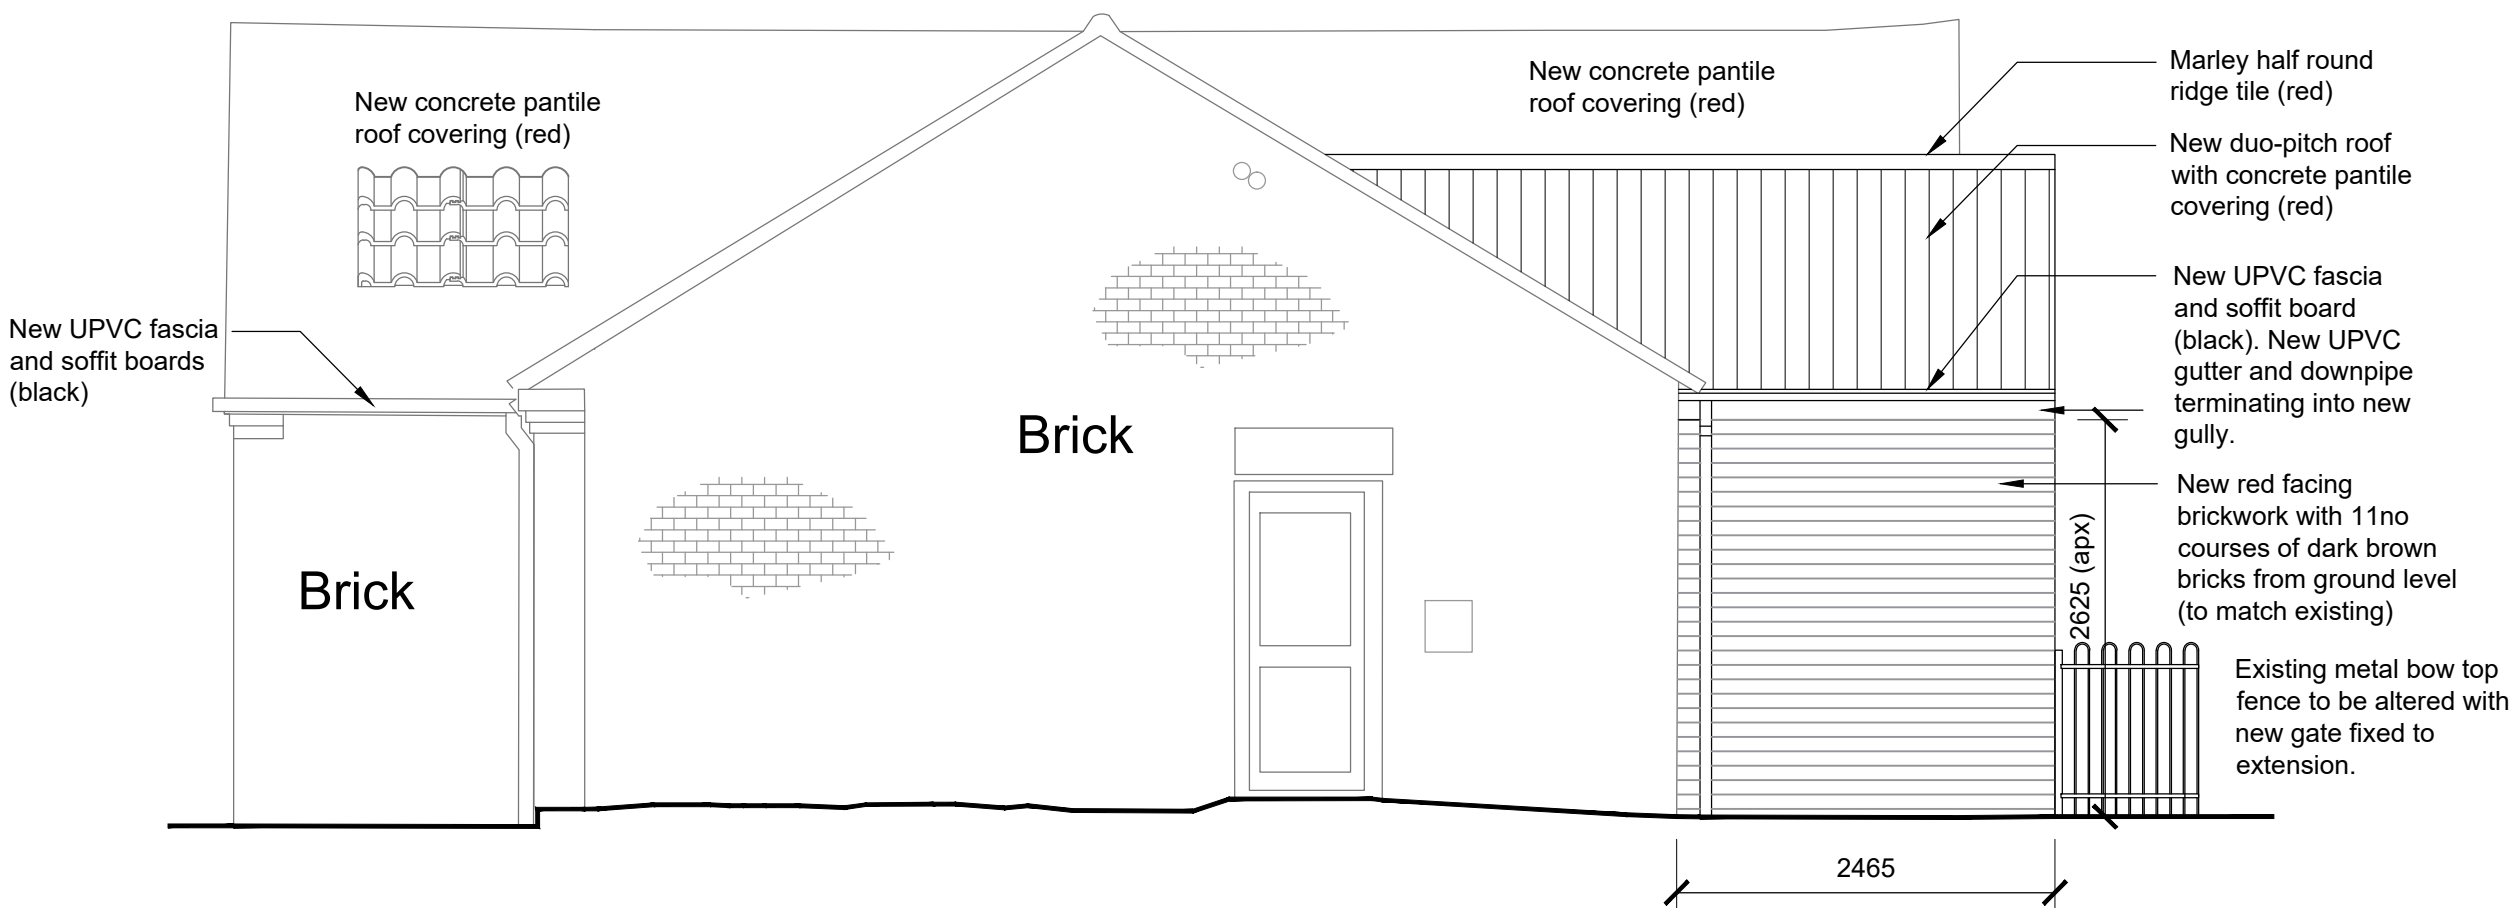 New concrete pantile
roof covering (red)
New UPVC fascia
and soffit boards
(black)
Brick
Brick
New concrete pantile
roof covering (red)
Marley half round
ridge tile (red)
New duo-pitch roof
with concrete pantile
covering (red)
New UPVC fascia
and soffit board
(black). New UPVC
gutter and downpipe
terminating into new
gully.
New red facing
brickwork with 11no
courses of dark brown
bricks from ground level
(to match existing)
2625 (apx)
Existing metal bow top
fence to be altered with
new gate fixed to
extension.
2465